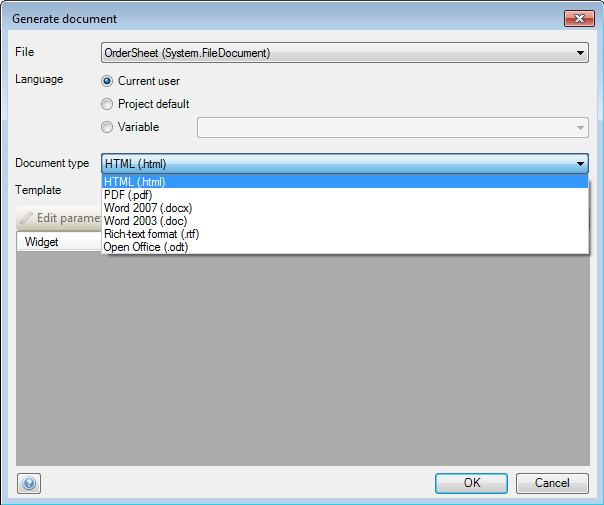 Generate document
File
OrderSheet (System.FileDocument)
Language
Current user
Project default
Variable
Document type
HTML (.html)
HTML (.html)
PDF (.pdf)
Word 2007 (.docx)
Word 2003 (.doc)
Rich-text format (.rtf)
Open Office (.odt)
Template
Edit parame
Widget
OK
Cancel